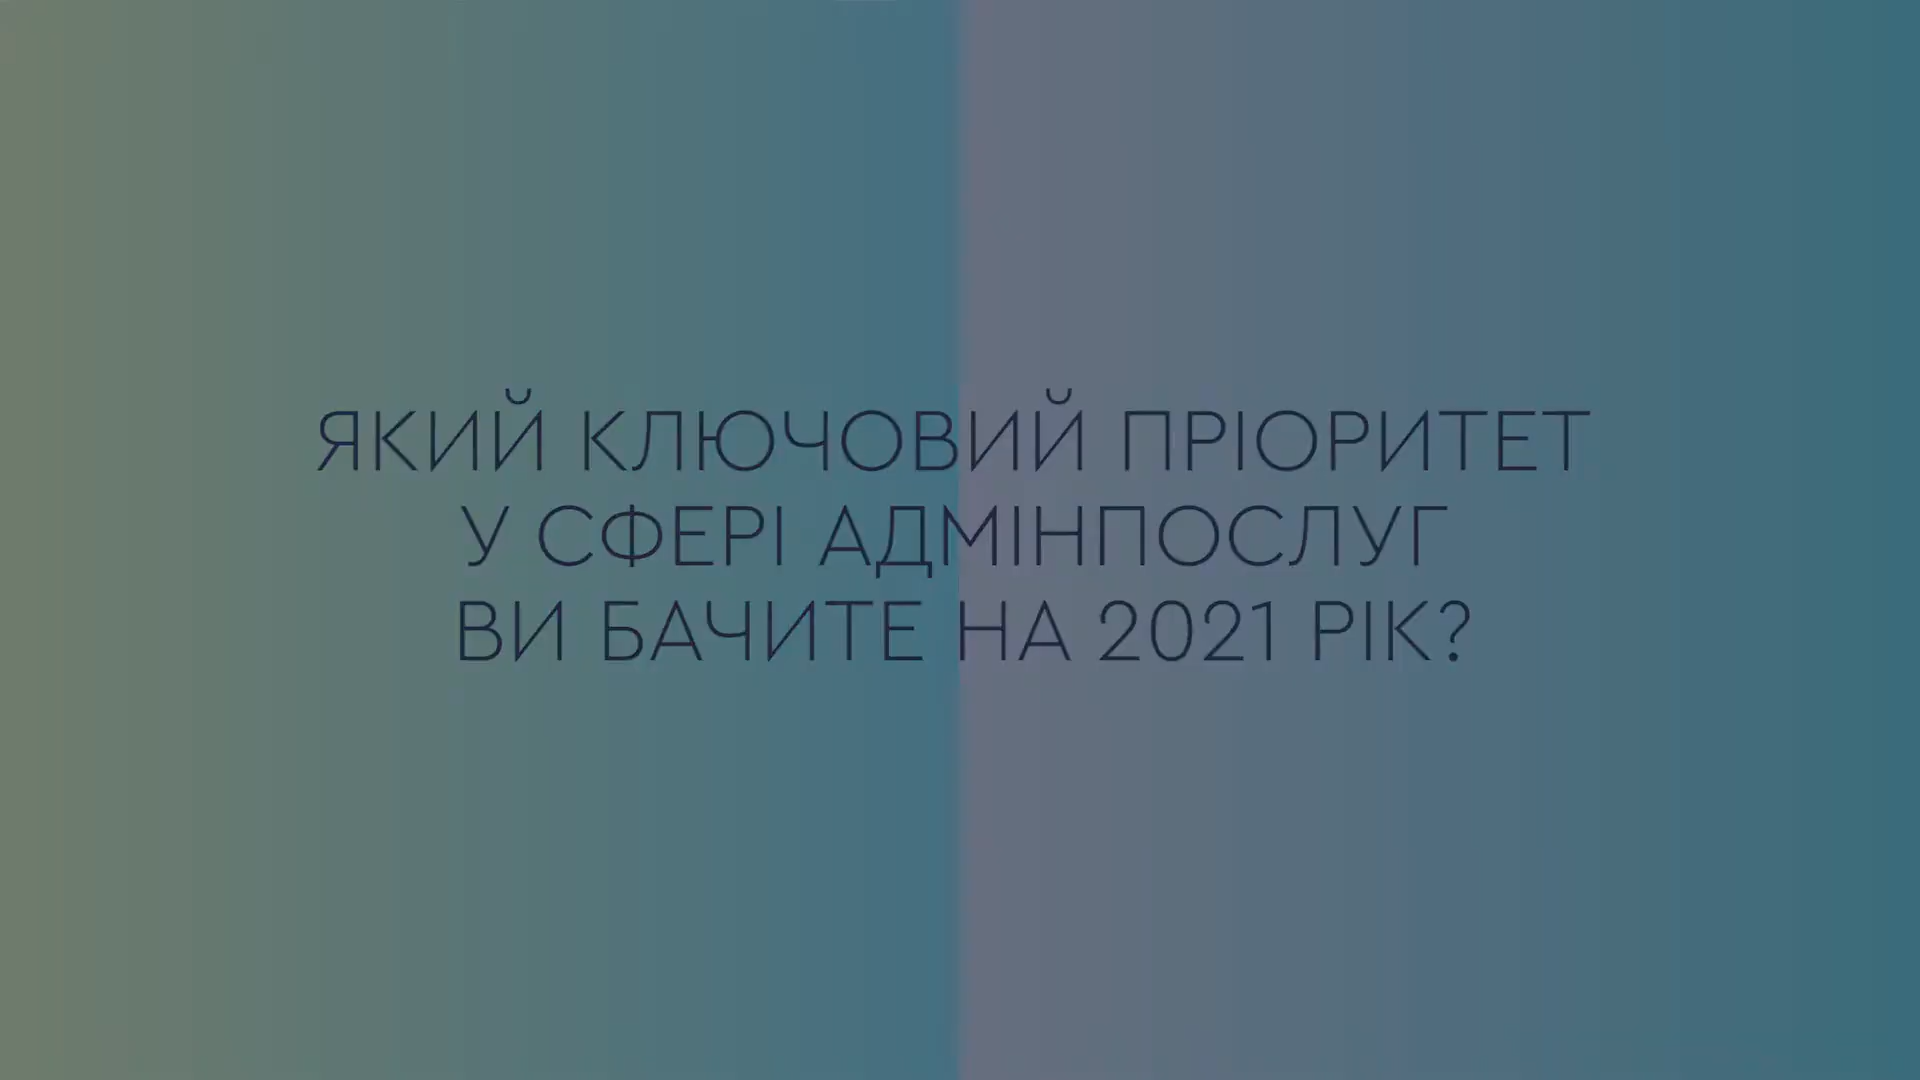 ЯКИЙ КЛЮЧОВИЙ ПРІОРИТЕТ
У СФЕРІ АДМІНПОСЛУГ
ВИ БАЧИТЕ НА 2021 РІК?